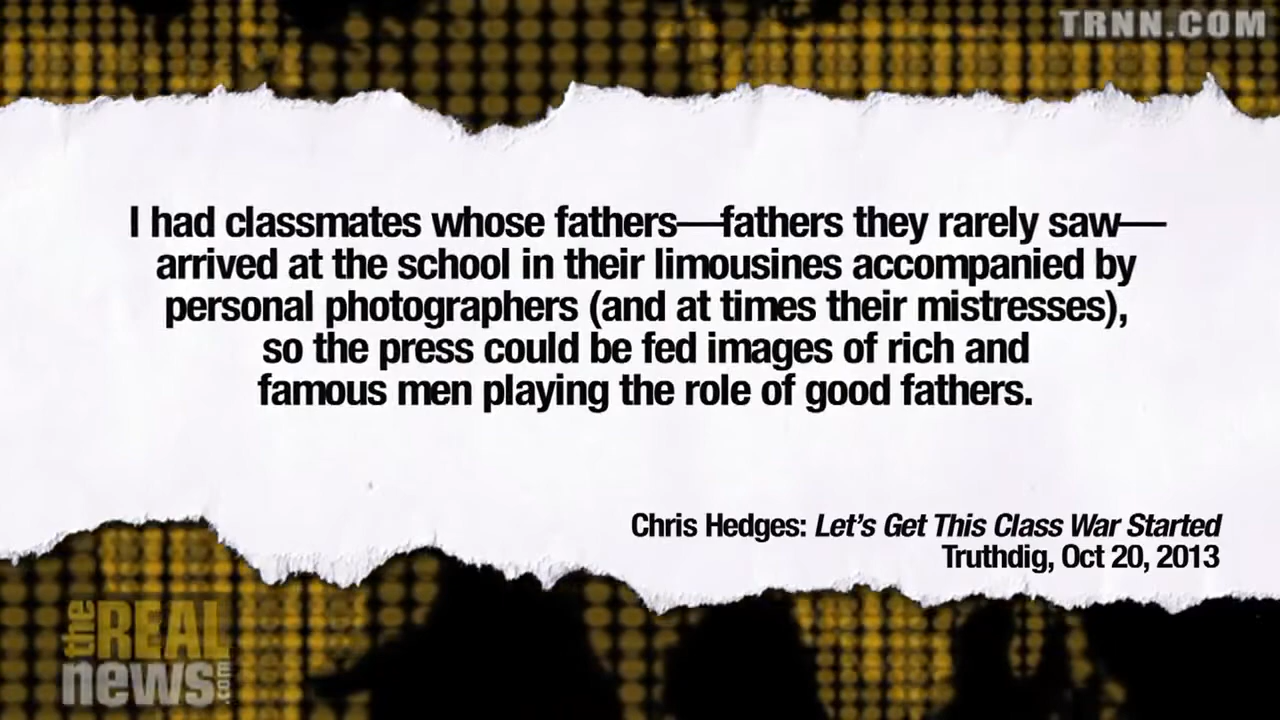 TRNN.COM
I had classmates whose fathers—fathers they rarely saw—
arrived at the school in their limousines accompanied by
personal photographers (and at times their mistresses),
so the press could be fed images of rich and
famous men playing the role of good fathers.
Chris Hedges: Let's Get This Class War Started
Truthdig, Oct 20, 2013
the REAL
news.com